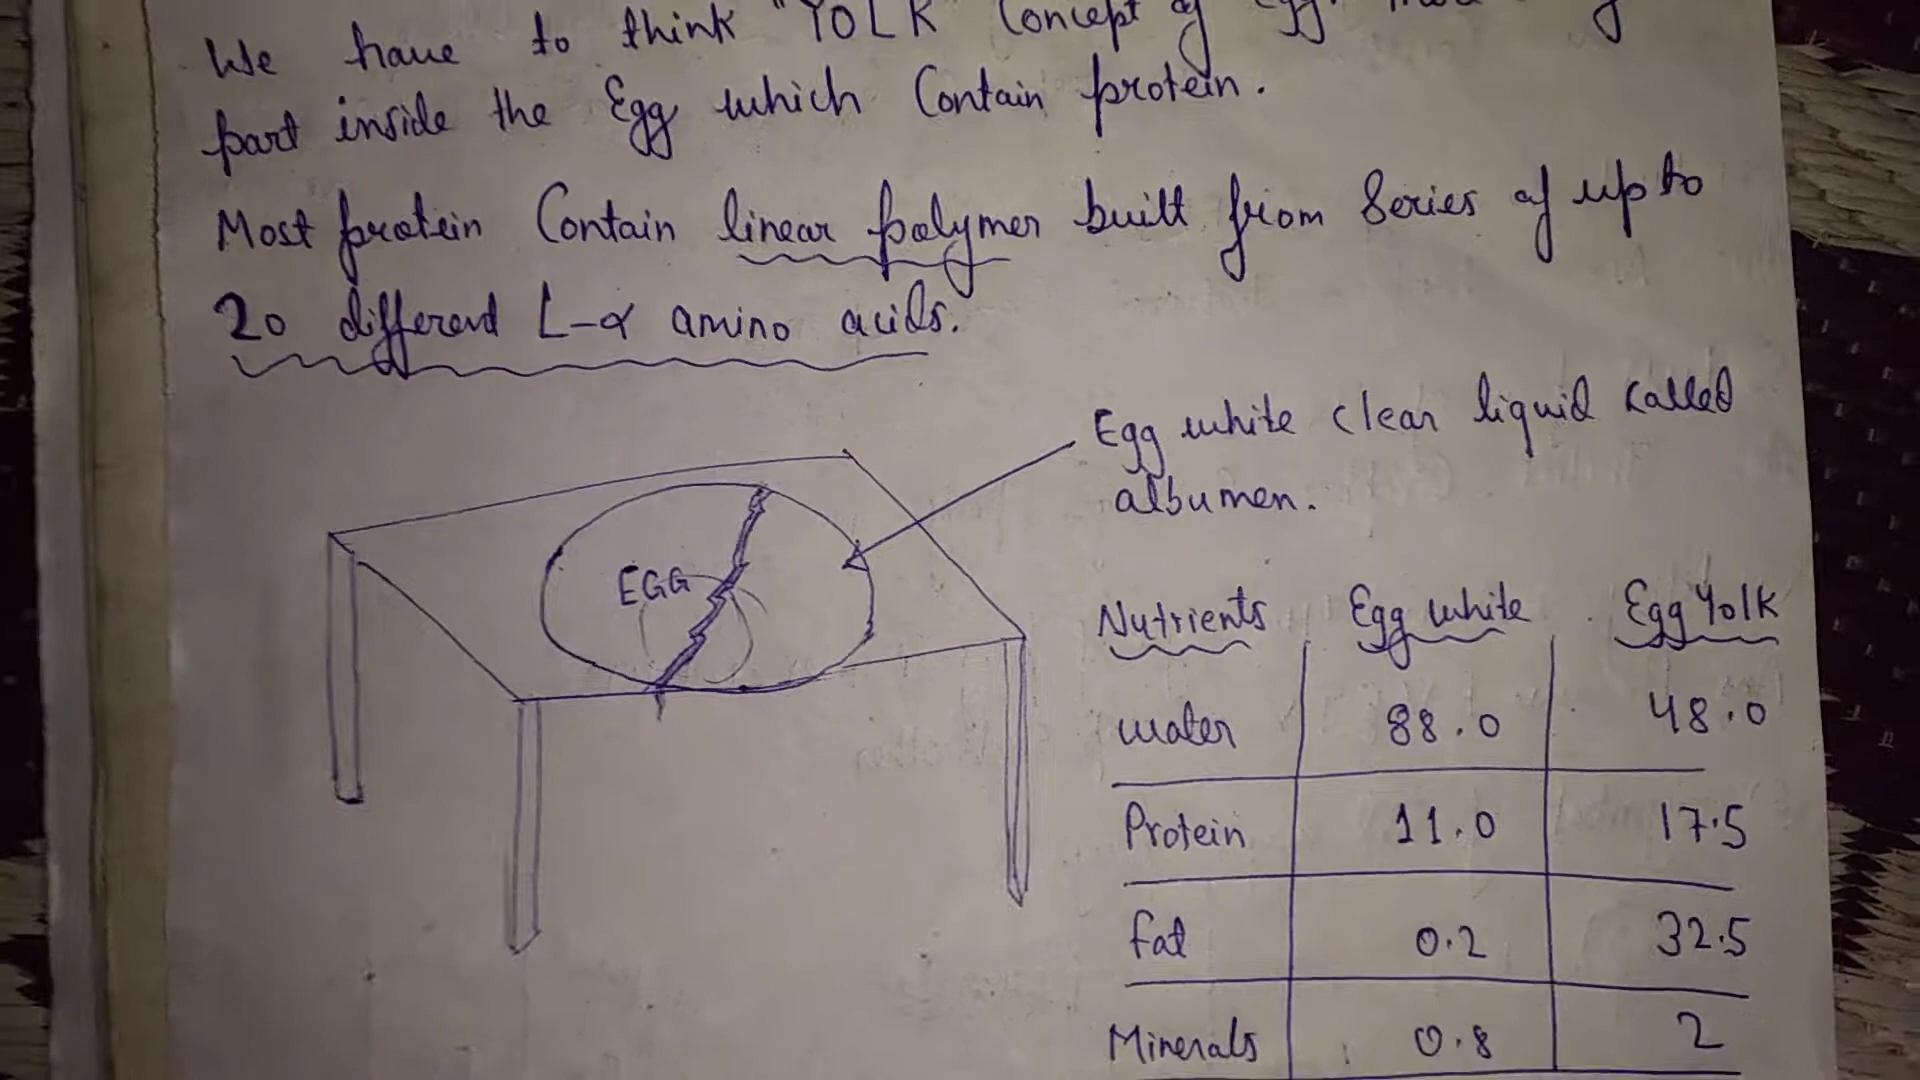 We have to think "YOLK" Concept of Egg.
part inside the Egg which Contain protein.
Most protein Contain linear polymer built from Series of up to
20 different L-α amino acids.
Egg white clear liquid called
albumen.
EGG
Nutrients Egg white Egg Yolk
water 88.0 48.0
Protein 11.0 17.5
fat 0.2 32.5
Minerals 0.8 2